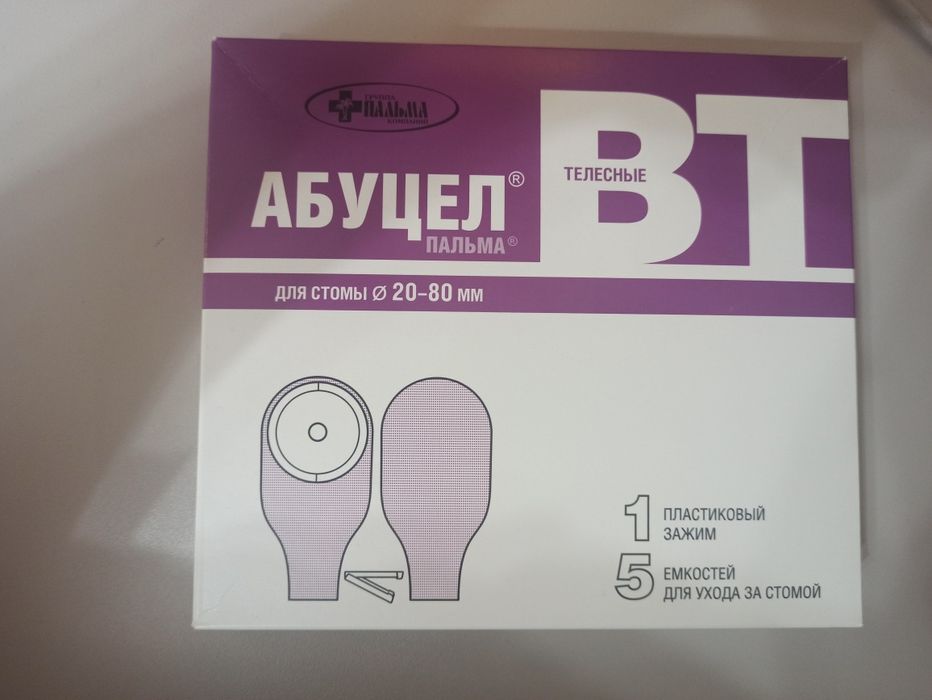 ГРУППА
ПАЛЬМА
КОМПАНИЙ
АБУЦЕЛ®
ПАЛЬМА®
ТЕЛЕСНЫЕ
ВТ
ДЛЯ СТОМЫ Ø 20-80 ММ
1 ПЛАСТИКОВЫЙ
ЗАЖИМ
5 ЕМКОСТЕЙ
ДЛЯ УХОДА ЗА СТОМОЙ